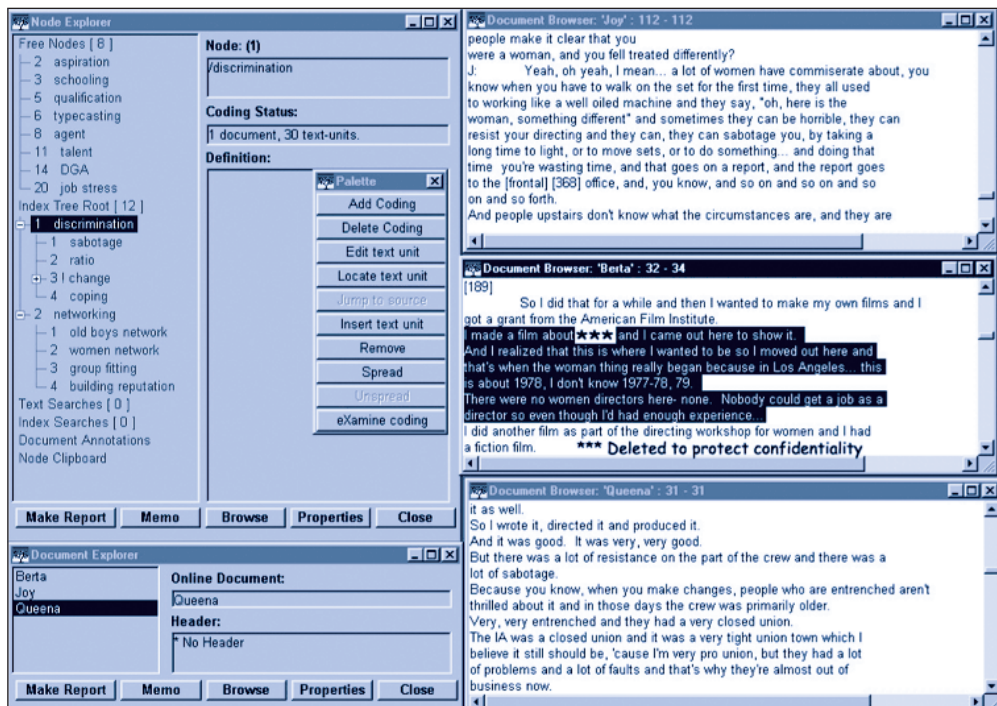 Node Explorer
Free Nodes [ 8 ]
2 aspiration
3 schooling
5 qualification
6 typecasting
8 agent
11 talent
14 DGA
20 job stress
Index Tree Root [ 12 ]
1 discrimination
1 sabotage
2 ratio
3 ! change
4 coping
2 networking
1 old boys network
2 women network
3 group fitting
4 building reputation
Text Searches [ 0 ]
Index Searches [ 0 ]
Document Annotations
Node Clipboard
Node: (1)
/discrimination
Coding Status:
1 document, 30 text-units.
Definition:
Palette
Add Coding
Delete Coding
Edit text unit
Locate text unit
Jump to source
Insert text unit
Remove
Spread
Unspread
eXamine coding
Make Report Memo Browse Properties Close
Document Explorer
Berta
Joy
Queena
Online Document:
Queena
Header:
* No Header
Make Report Memo Browse Properties Close
Document Browser: 'Joy' : 112 - 112
people make it clear that you
were a woman, and you fell treated differently?
J: Yeah, oh yeah, I mean... a lot of women have commiserate about, you
know when you have to walk on the set for the first time, they all used
to working like a well oiled machine and they say, "oh, here is the
woman, something different" and sometimes they can be horrible, they can
resist your directing and they can, they can sabotage you, by taking a
long time to light, or to move sets, or to do something... and doing that
time you're wasting time, and that goes on a report, and the report goes
to the [frontal] [368] office, and, you know, and so on and so on and so
on and so forth.
And people upstairs don't know what the circumstances are, and they are
Document Browser: 'Berta' : 32 - 34
[189]
So I did that for a while and then I wanted to make my own films and I
got a grant from the American Film Institute.
I made a film about *** and I came out here to show it.
And I realized that this is where I wanted to be so I moved out here and
that's when the woman thing really began because in Los Angeles... this
is about 1978, I don't know 1977-78, 79.
There were no women directors here- none. Nobody could get a job as a
director so even though I'd had enough experience...
I did another film as part of the directing workshop for women and I had
a fiction film. *** Deleted to protect confidentiality
Document Browser: 'Queena' : 31 - 31
it as well.
So I wrote it, directed it and produced it.
And it was good. It was very, very good.
But there was a lot of resistance on the part of the crew and there was a
lot of sabotage.
Because you know, when you make changes, people who are entrenched aren't
thrilled about it and in those days the crew was primarily older.
Very, very entrenched and they had a very closed union.
The IA was a closed union and it was a very tight union town which I
believe it still should be, 'cause I'm very pro union, but they had a lot
of problems and a lot of faults and that's why they're almost out of
business now.